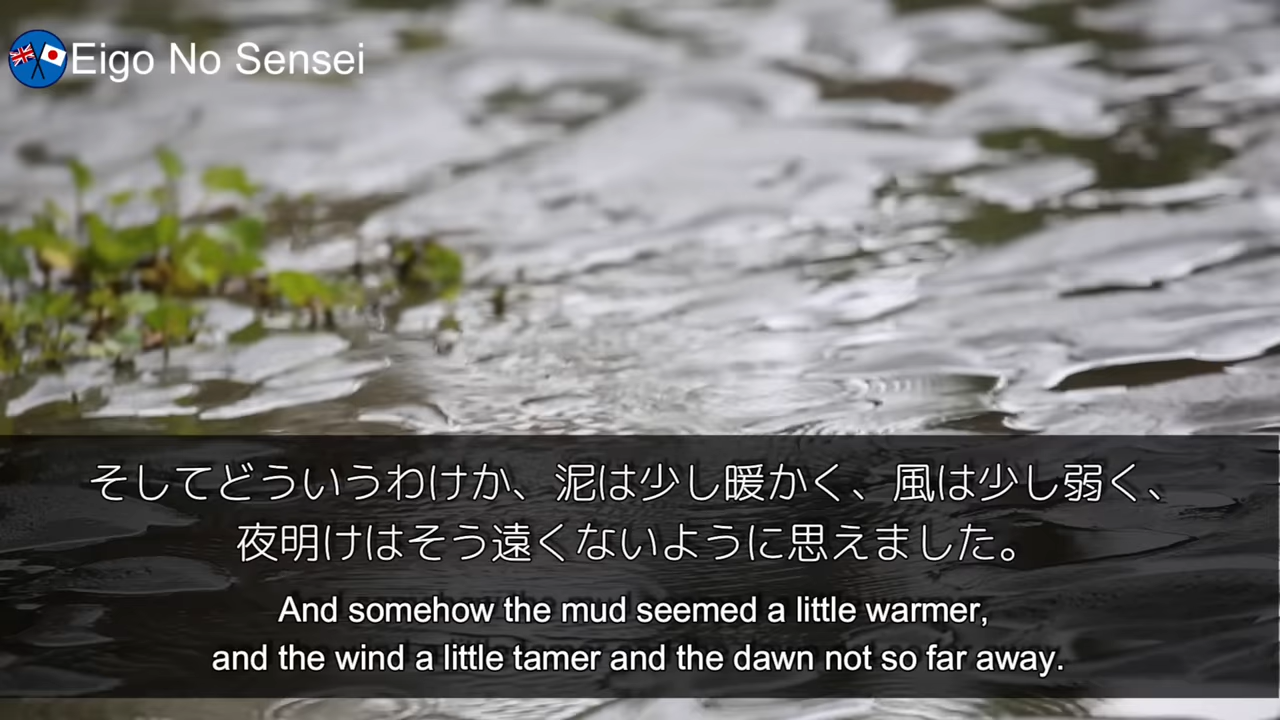 Eigo No Sensei
そしてどういうわけか、泥は少し暖かく、風は少し弱く、
夜明けはそう遠くないように思えました。
And somehow the mud seemed a little warmer,
and the wind a little tamer and the dawn not so far away.